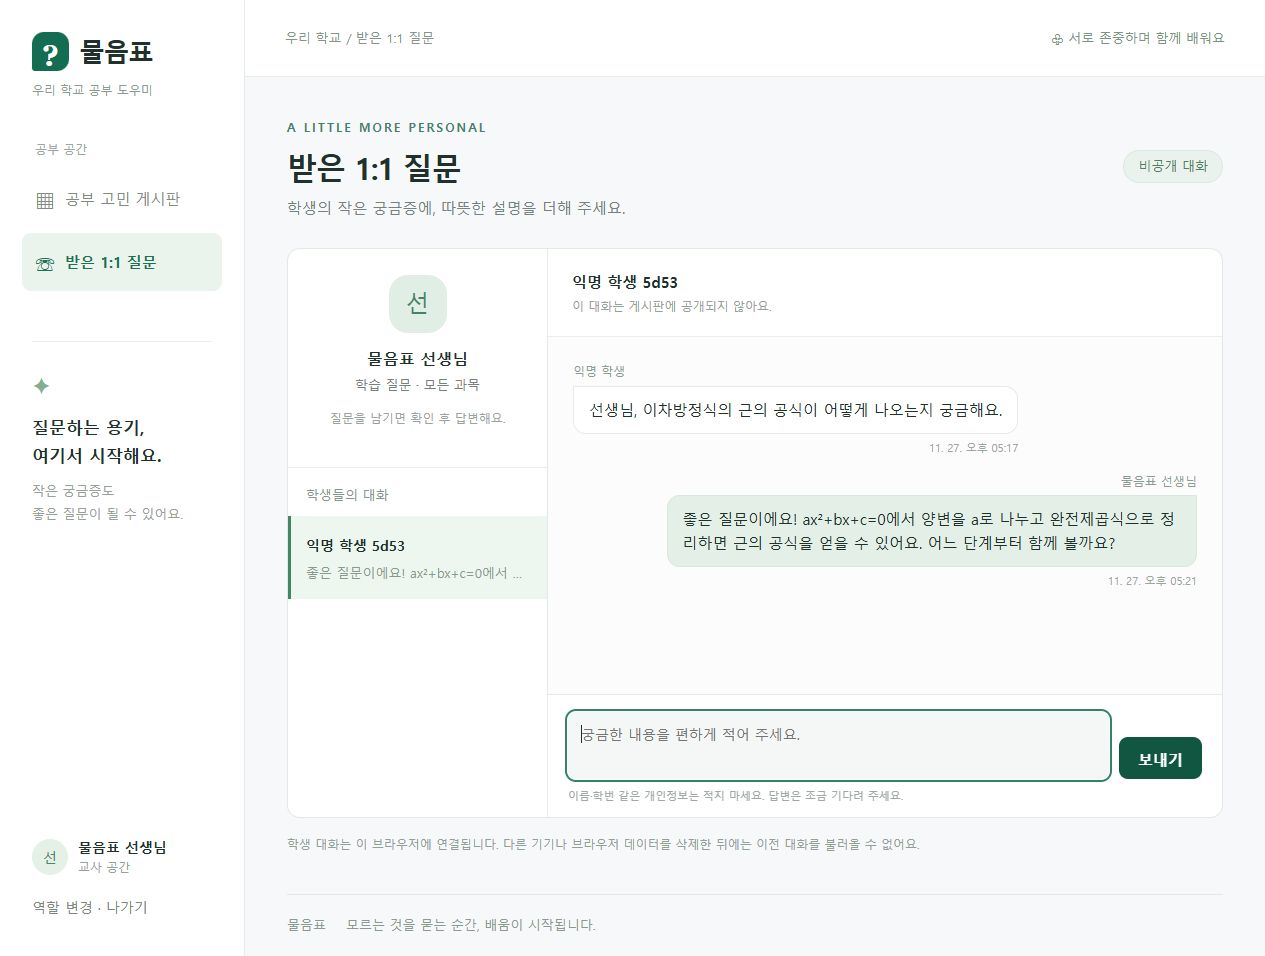 ? 물음표
우리 학교 공부 도우미
공부 공간
공부 고민 게시판
받은 1:1 질문
질문하는 용기,
여기서 시작해요.
작은 궁금증도
좋은 질문이 될 수 있어요.
선
물음표 선생님
교사 공간
역할 변경 · 나가기
우리 학교 / 받은 1:1 질문
서로 존중하며 함께 배워요
A LITTLE MORE PERSONAL
받은 1:1 질문
비공개 대화
학생의 작은 궁금증에, 따뜻한 설명을 더해 주세요.
선
물음표 선생님
학습 질문 · 모든 과목
질문을 남기면 확인 후 답변해요.
학생들의 대화
익명 학생 5d53
좋은 질문이에요! ax²+bx+c=0에서 ...
익명 학생 5d53
이 대화는 게시판에 공개되지 않아요.
익명 학생
선생님, 이차방정식의 근의 공식이 어떻게 나오는지 궁금해요.
11. 27. 오후 05:17
물음표 선생님
좋은 질문이에요! ax²+bx+c=0에서 양변을 a로 나누고 완전제곱식으로 정
리하면 근의 공식을 얻을 수 있어요. 어느 단계부터 함께 볼까요?
11. 27. 오후 05:21
궁금한 내용을 편하게 적어 주세요.
보내기
이름·학번 같은 개인정보는 적지 마세요. 답변은 조금 기다려 주세요.
학생 대화는 이 브라우저에 연결됩니다. 다른 기기나 브라우저 데이터를 삭제한 뒤에는 이전 대화를 불러올 수 없어요.
물음표 모르는 것을 묻는 순간, 배움이 시작됩니다.